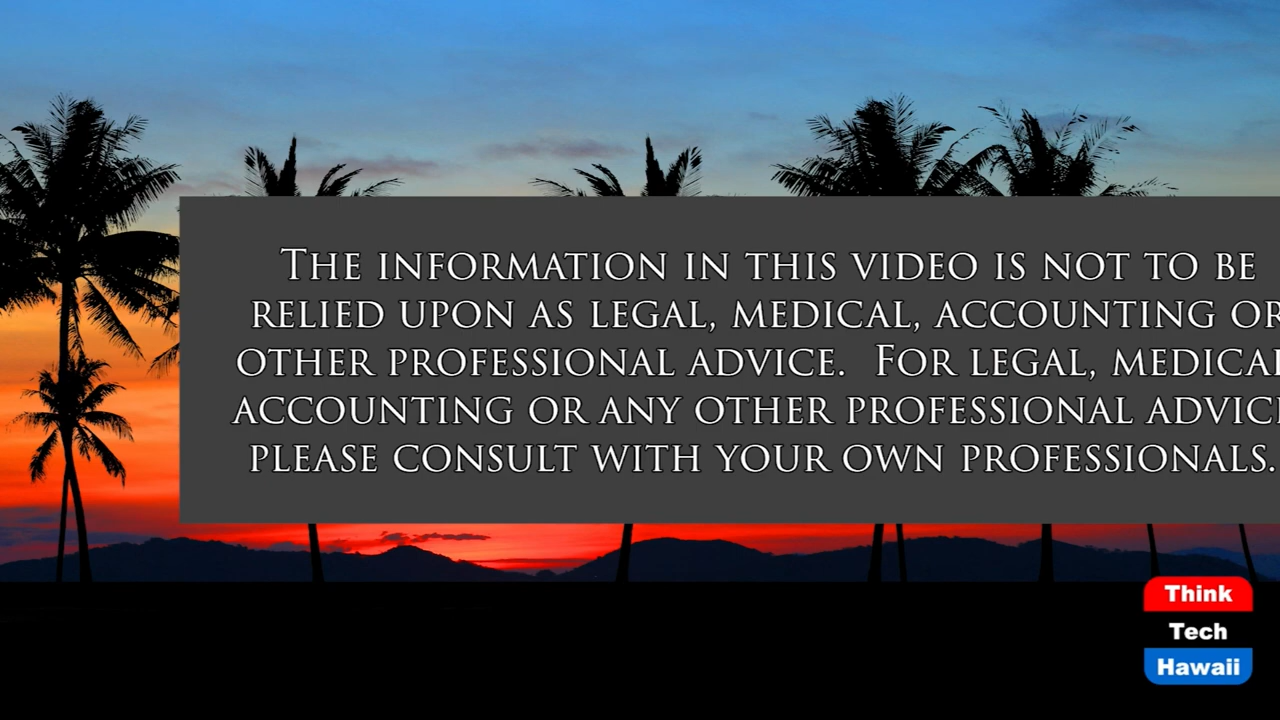 The information in this video is not to be
relied upon as legal, medical, accounting or
other professional advice. For legal, medical
accounting or any other professional advice
please consult with your own professionals.
Think
Tech
Hawaii